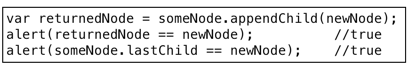 var returnedNode = someNode.appendChild(newNode);
alert(returnedNode == newNode);         //true
alert(someNode.lastChild == newNode);   //true